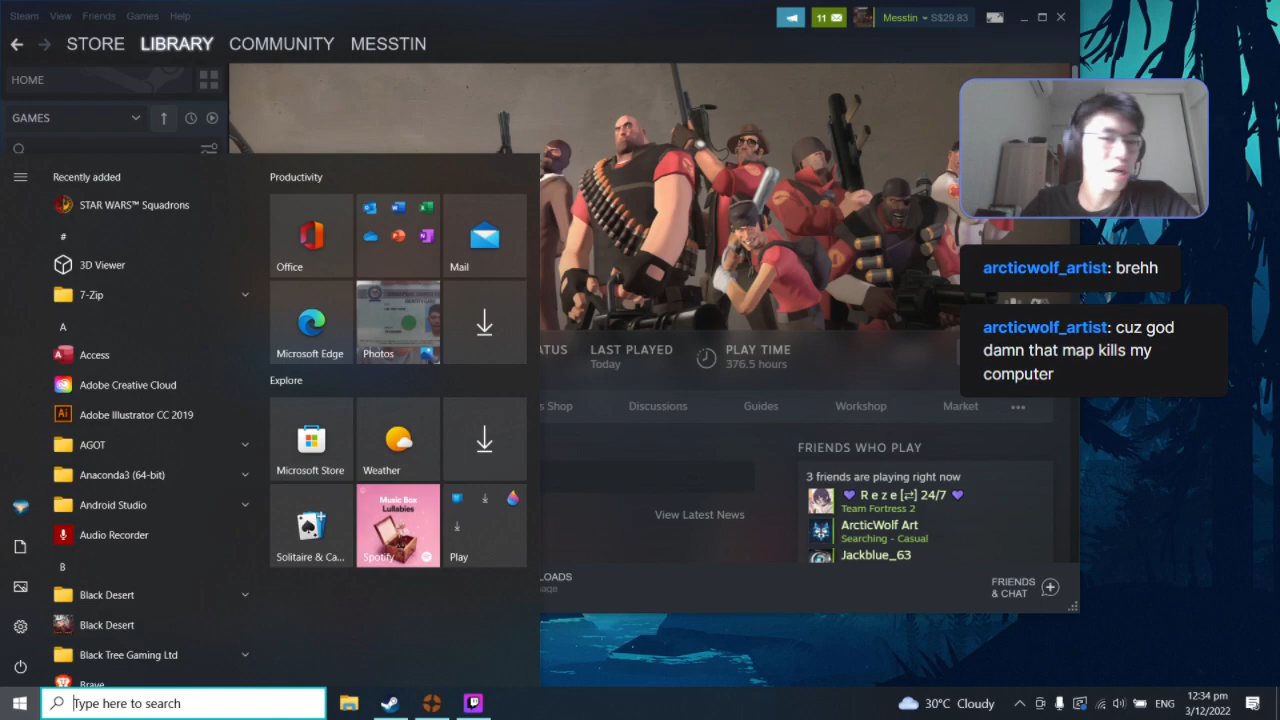 Steam View Friends Games Help
11
Messtin S$29.83
STORE LIBRARY COMMUNITY MESSTIN
HOME
GAMES
Recently added
STAR WARS™ Squadrons
#
3D Viewer
7-Zip
A
Access
Adobe Creative Cloud
Adobe Illustrator CC 2019
AGOT
Anaconda3 (64-bit)
Android Studio
Audio Recorder
B
Black Desert
Black Desert
Black Tree Gaming Ltd
Brave
Productivity
Office
Mail
Microsoft Edge
Photos
Explore
Microsoft Store
Weather
Solitaire & Ca...
Music Box
Lullabies
Spotify
Play
ATUS LAST PLAYED PLAY TIME
Today 376.5 hours
s Shop Discussions Guides Workshop Market
FRIENDS WHO PLAY
3 friends are playing right now
R e z e [⇄] 24/7
Team Fortress 2
ArcticWolf Art
Searching - Casual
Jackblue_63
View Latest News
LOADS
age
FRIENDS
& CHAT
arcticwolf_artist: brehh
arcticwolf_artist: cuz god
damn that map kills my
computer
Type here to search
30°C Cloudy
ENG
12:34 pm
3/12/2022